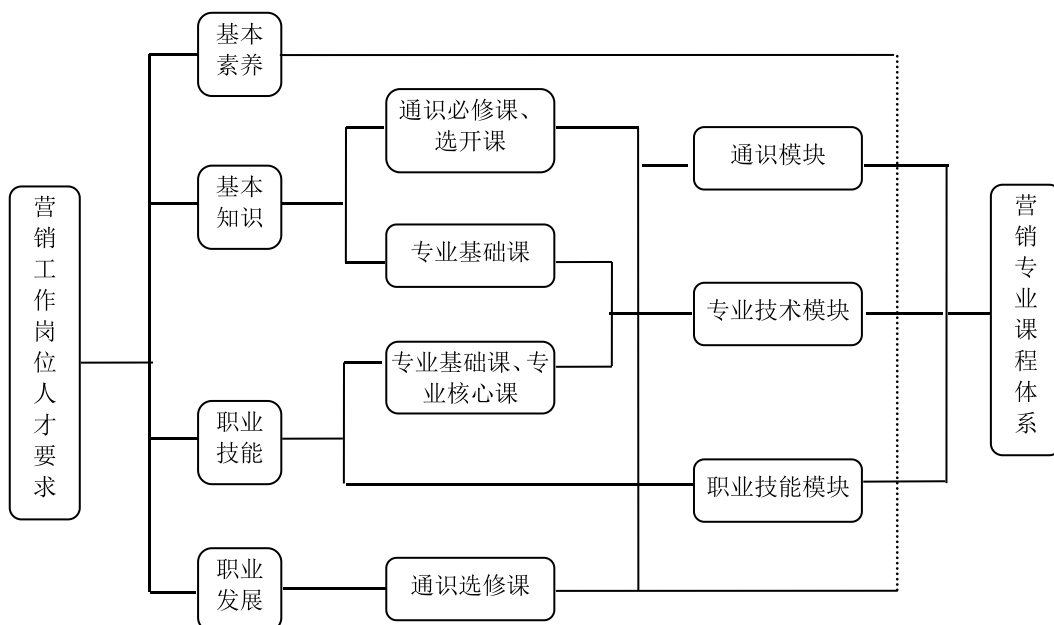 营销工作岗位人才要求
基本
素养
基本
知识
职业
技能
职业
发展
通识必修课、
选开课
专业基础课
专业基础课、专
业核心课
通识选修课
通识模块
专业技术模块
职业技能模块
营销专业课程体系